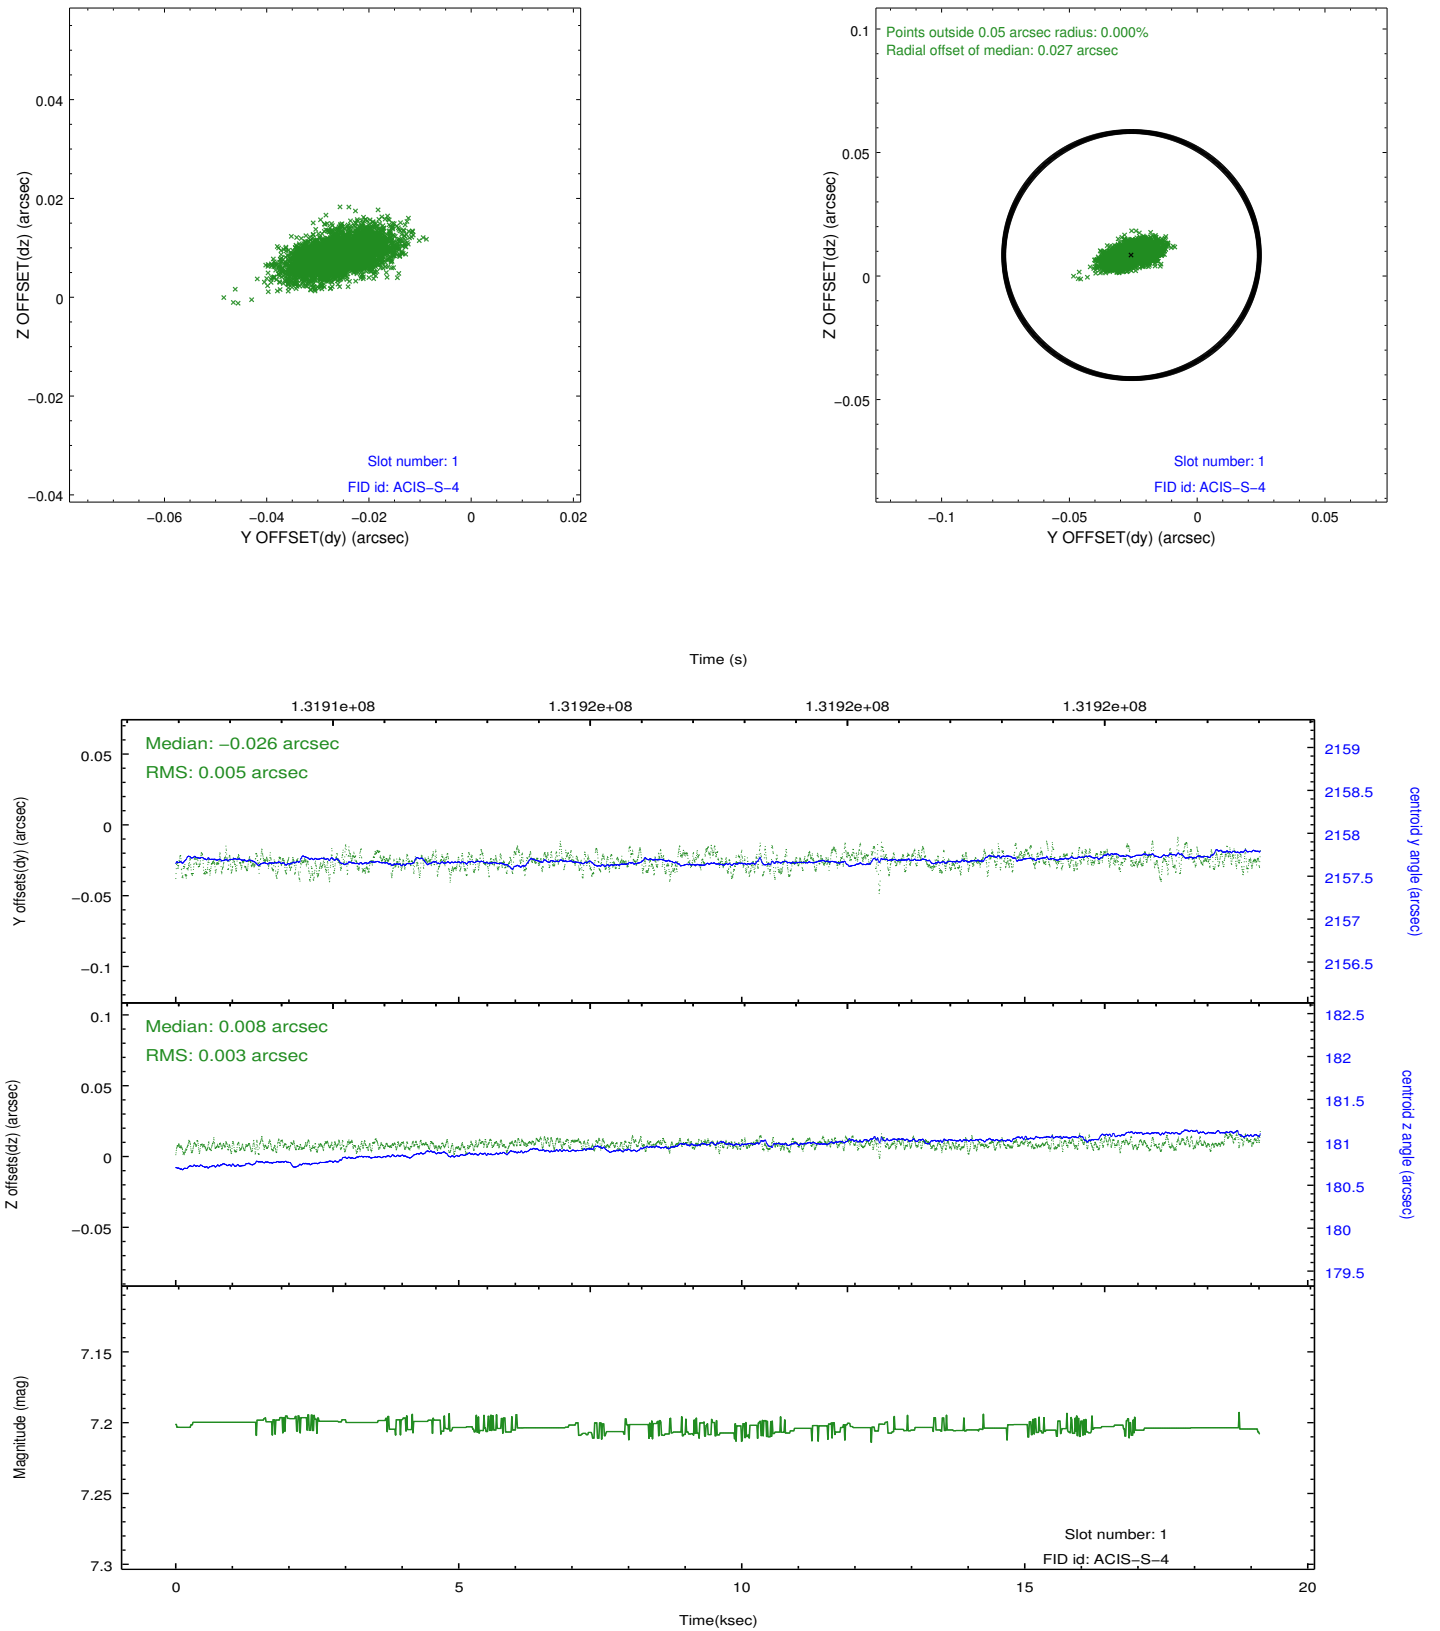 0.04
0.02
0
−0.02
−0.04
Z OFFSET(dz) (arcsec)
Slot number: 1
FID id: ACIS−S−4
−0.06
−0.04
−0.02
0
0.02
Y OFFSET(dy) (arcsec)
Points outside 0.05 arcsec radius: 0.000%
Radial offset of median: 0.027 arcsec
0.1
0.05
0
−0.05
Z OFFSET(dz) (arcsec)
Slot number: 1
FID id: ACIS−S−4
−0.1
−0.05
0
0.05
Y OFFSET(dy) (arcsec)
Time (s)
1.3191e+08
1.3192e+08
1.3192e+08
1.3192e+08
Median: −0.026 arcsec
RMS: 0.005 arcsec
0.05
0
−0.05
−0.1
Y offsets(dy) (arcsec)
2159
2158.5
2158
2157.5
2157
2156.5
centroid y angle (arcsec)
Median: 0.008 arcsec
RMS: 0.003 arcsec
0.1
0.05
0
−0.05
Z offsets(dz) (arcsec)
182.5
182
181.5
181
180.5
180
179.5
centroid z angle (arcsec)
7.15
7.2
7.25
7.3
Magnitude (mag)
Slot number: 1
FID id: ACIS−S−4
0
5
10
15
20
Time(ksec)